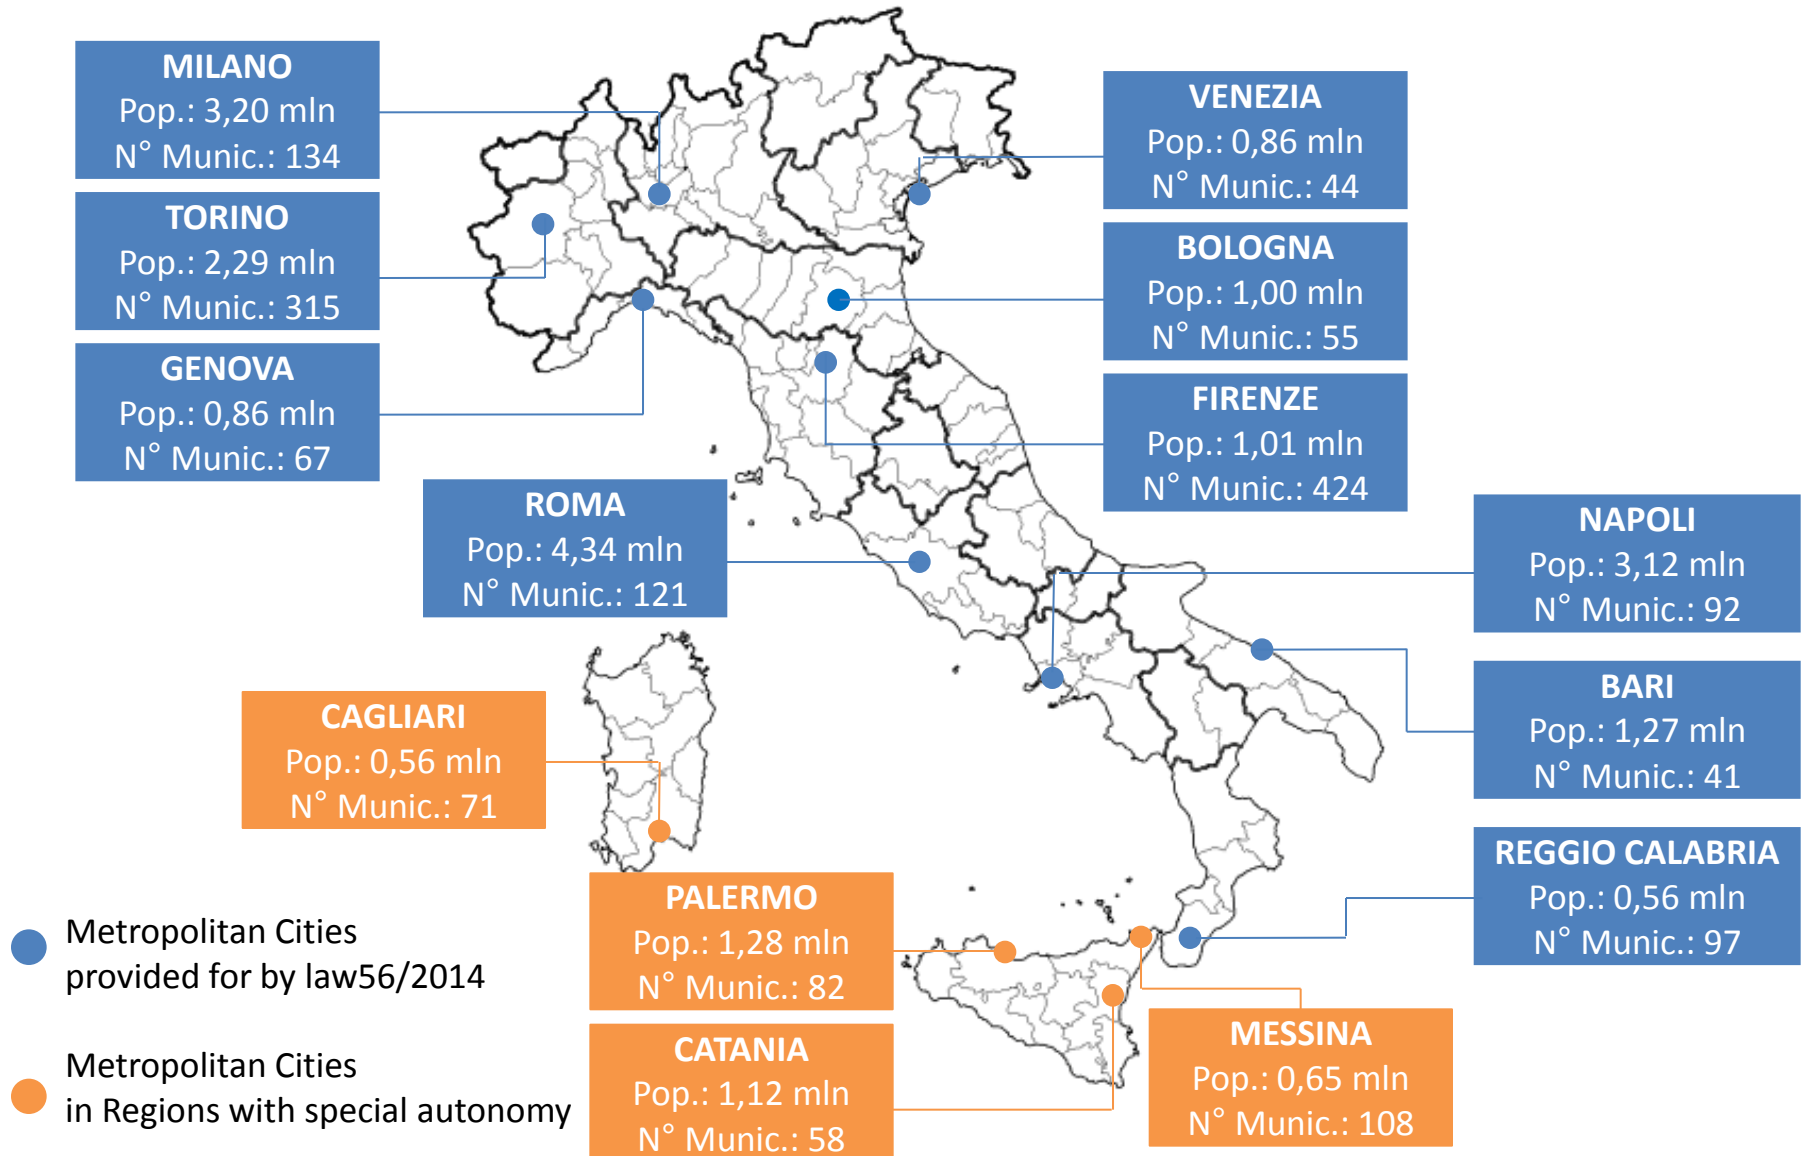 MILANO
Pop.: 3,20 mln
N° Munic.: 134
TORINO
Pop.: 2,29 mln
N° Munic.: 315
GENOVA
Pop.: 0,86 mln
N° Munic.: 67
VENEZIA
Pop.: 0,86 mln
N° Munic.: 44
BOLOGNA
Pop.: 1,00 mln
N° Munic.: 55
FIRENZE
Pop.: 1,01 mln
N° Munic.: 424
ROMA
Pop.: 4,34 mln
N° Munic.: 121
NAPOLI
Pop.: 3,12 mln
N° Munic.: 92
BARI
Pop.: 1,27 mln
N° Munic.: 41
CAGLIARI
Pop.: 0,56 mln
N° Munic.: 71
REGGIO CALABRIA
Pop.: 0,56 mln
N° Munic.: 97
PALERMO
Pop.: 1,28 mln
N° Munic.: 82
CATANIA
Pop.: 1,12 mln
N° Munic.: 58
MESSINA
Pop.: 0,65 mln
N° Munic.: 108
Metropolitan Cities
provided for by law56/2014
Metropolitan Cities
in Regions with special autonomy